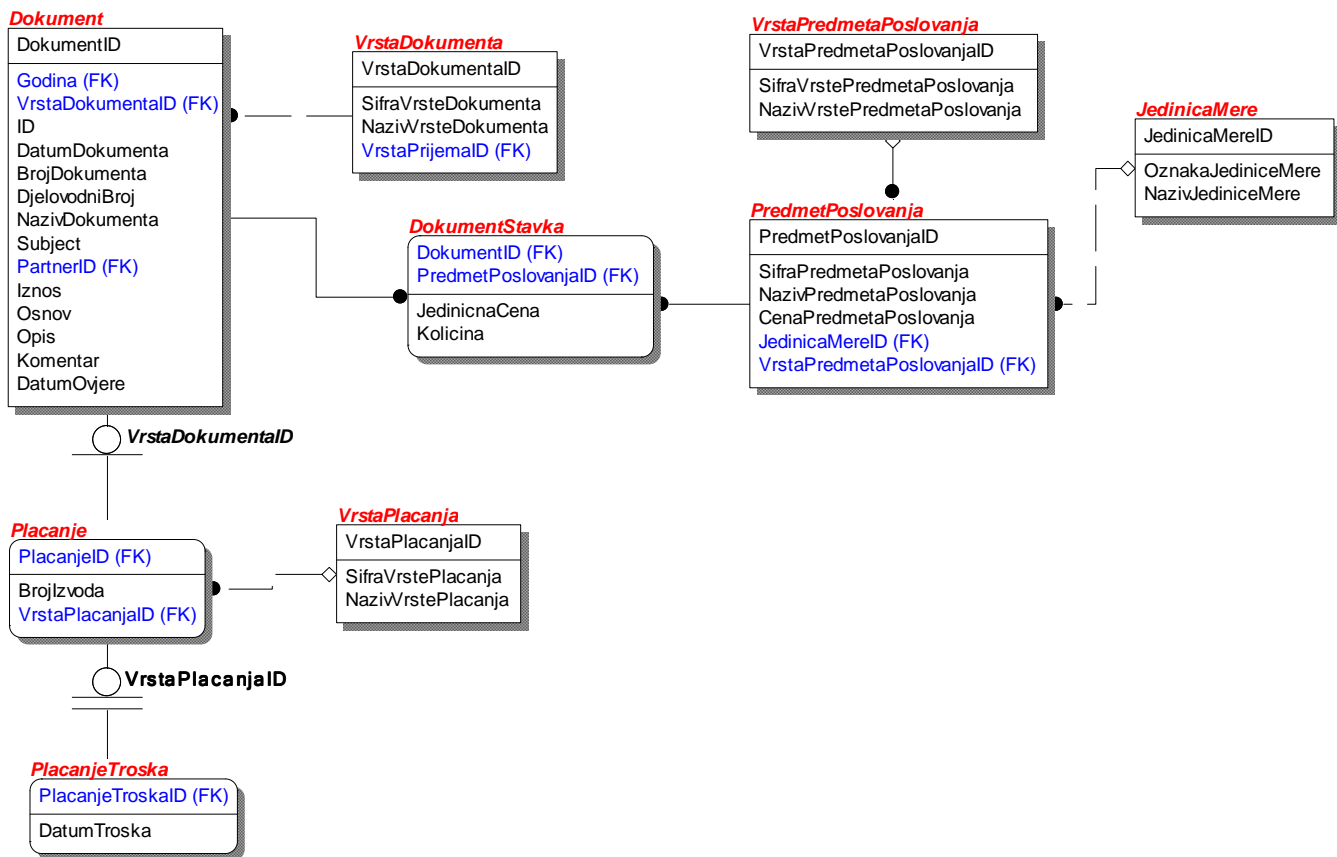 Dokument
DokumentID
Godina (FK)
VrstaDokumentaID (FK)
ID
DatumDokumenta
BrojDokumenta
DjelovodniBroj
NazivDokumenta
Subject
PartnerID (FK)
Iznos
Osnov
Opis
Komentar
DatumOvjere
VrstaDokumenta
VrstaDokumentaID
SifraVrsteDokumenta
NazivVrsteDokumenta
VrstaPrijemaID (FK)
VrstaPredmetaPoslovanja
VrstaPredmetaPoslovanjaID
SifraVrstePredmetaPoslovanja
NazivVrstePredmetaPoslovanja
JedinicaMere
JedinicaMereID
OznakaJediniceMere
NazivJediniceMere
DokumentStavka
DokumentID (FK)
PredmetPoslovanjaID (FK)
JedinicnaCena
Kolicina
PredmetPoslovanja
PredmetPoslovanjaID
SifraPredmetaPoslovanja
NazivPredmetaPoslovanja
CenaPredmetaPoslovanja
JedinicaMereID (FK)
VrstaPredmetaPoslovanjaID (FK)
VrstaDokumentaID
Placanje
PlacanjeID (FK)
BrojIzvoda
VrstaPlacanjaID (FK)
VrstaPlacanja
VrstaPlacanjaID
SifraVrstePlacanja
NazivVrstePlacanja
VrstaPlacanjaID
PlacanjeTroska
PlacanjeTroskaID (FK)
DatumTroska